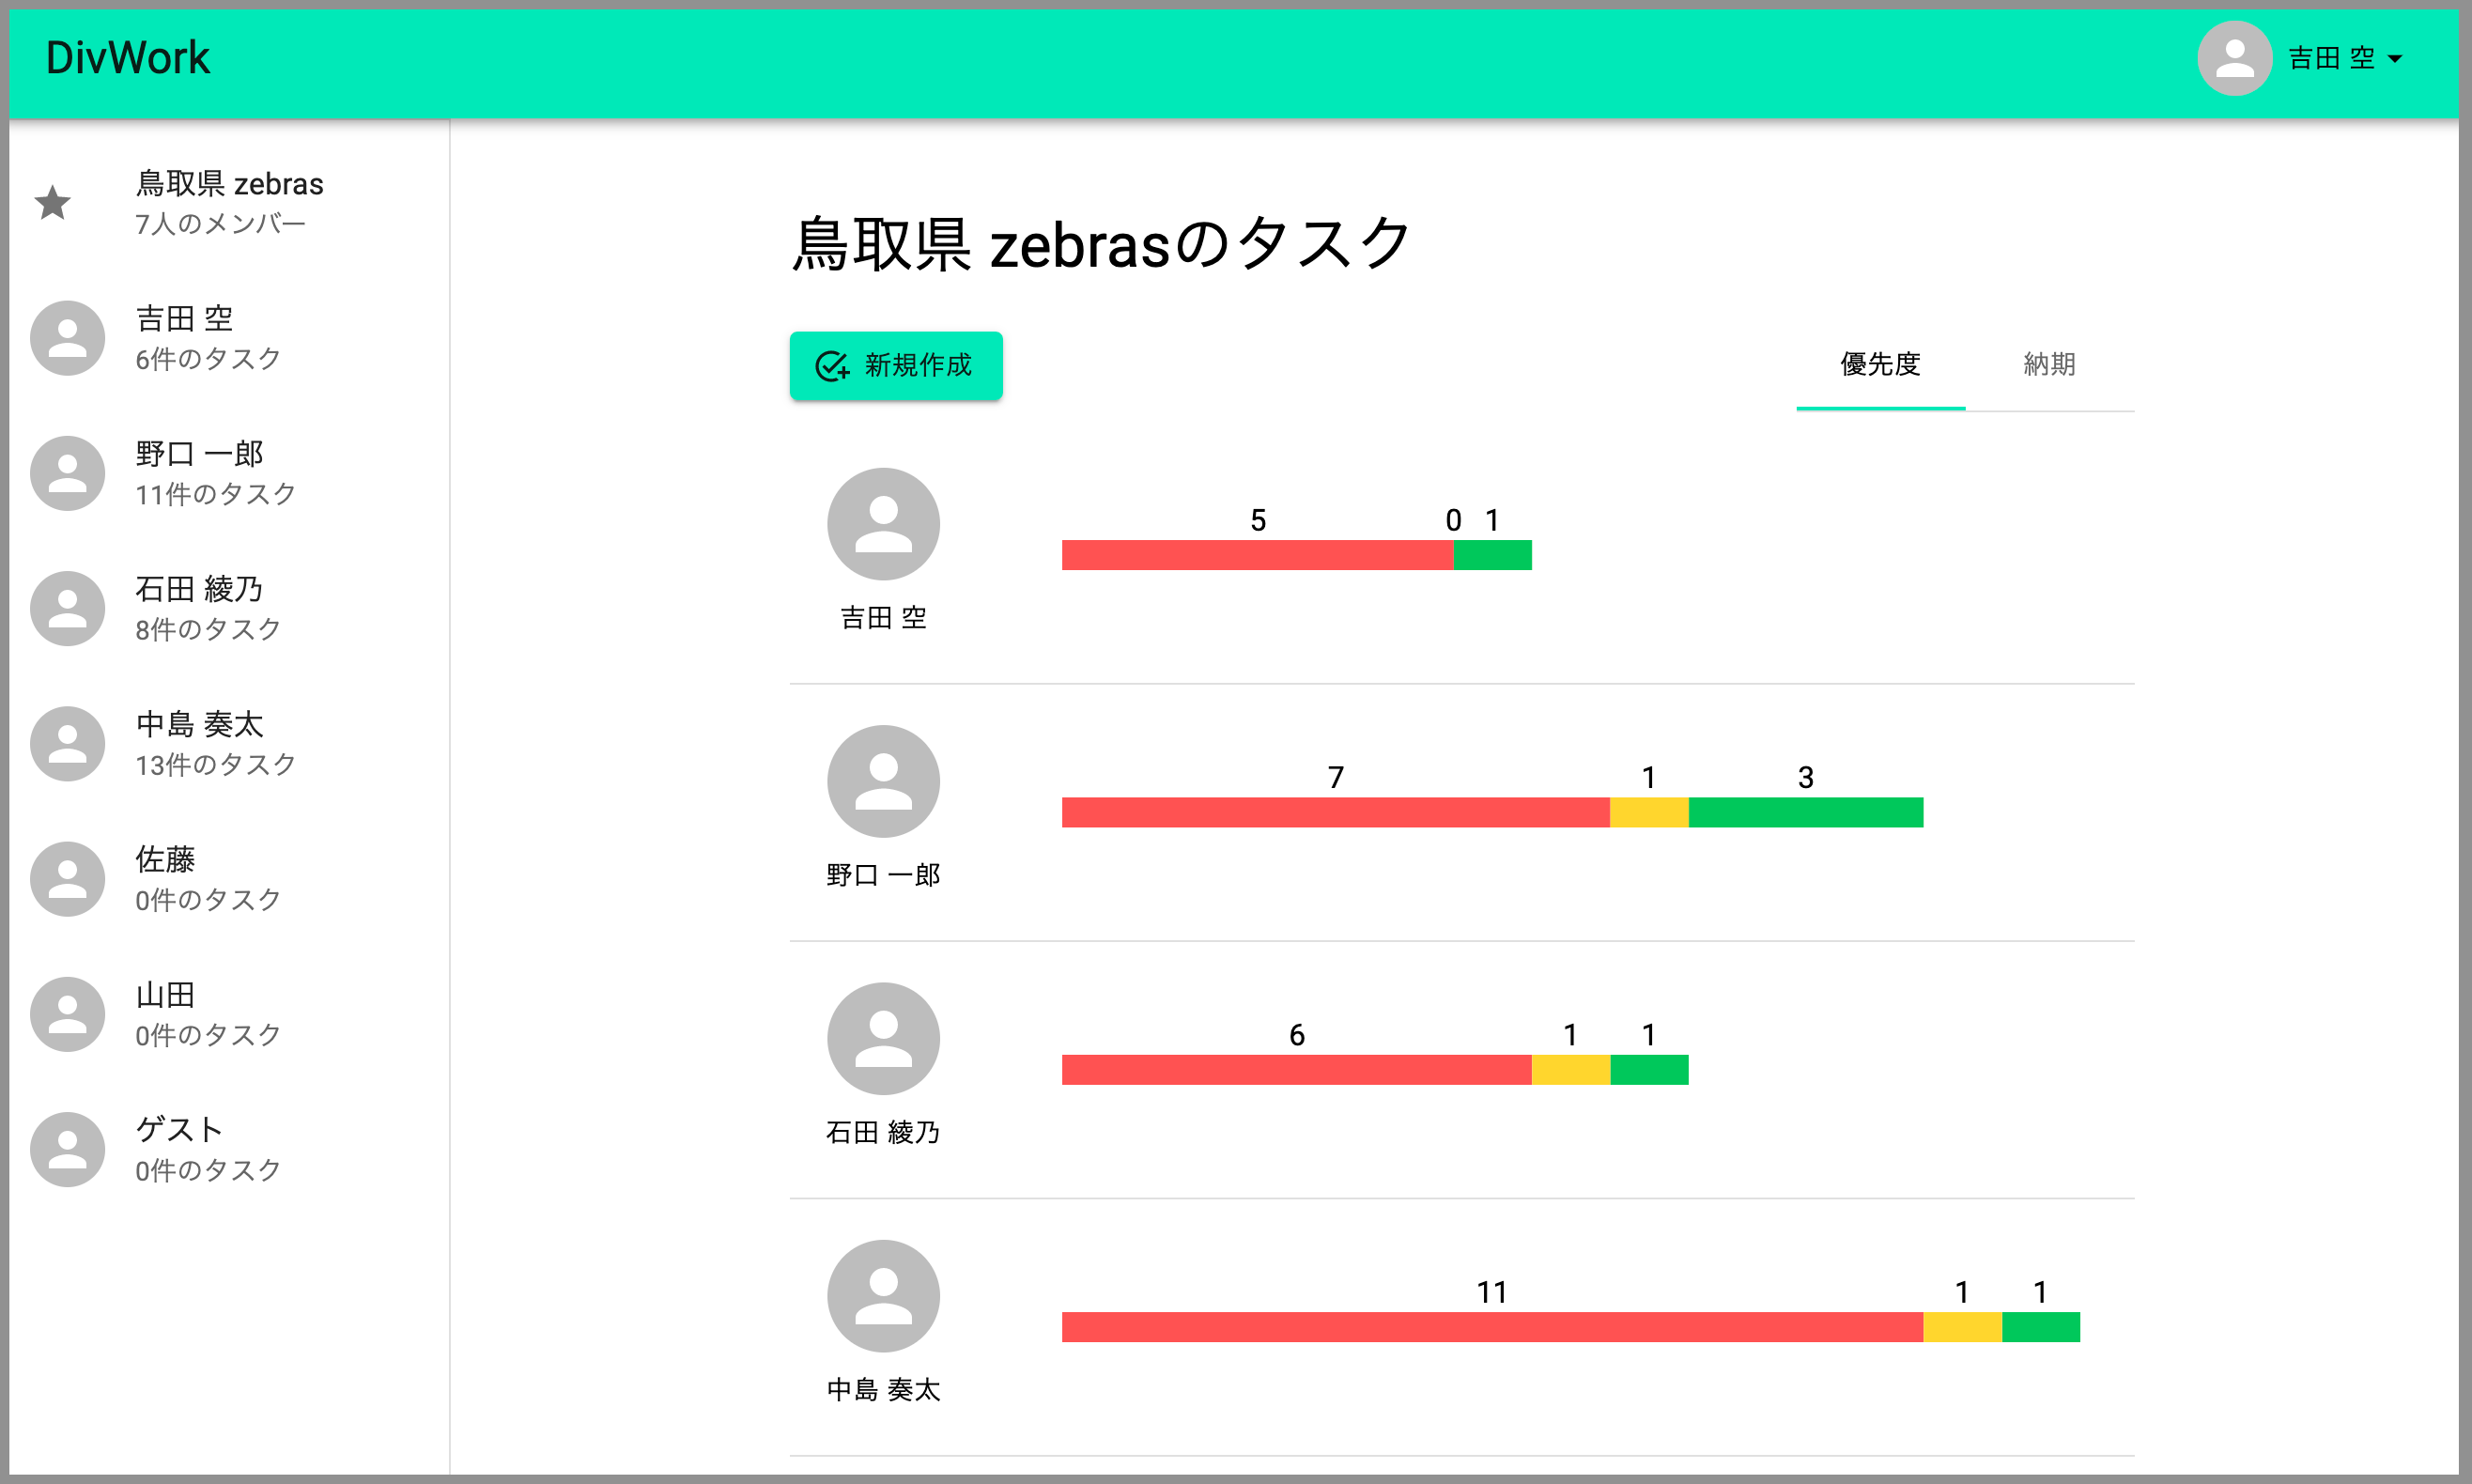 DivWork
吉田 空
鳥取県 zebras
7人のメンバー
吉田 空
6件のタスク
野口 一郎
11件のタスク
石田 綾乃
8件のタスク
中島 奏太
13件のタスク
佐藤
0件のタスク
山田
0件のタスク
ゲスト
0件のタスク
鳥取県 zebrasのタスク
新規作成
優先度 納期
5 0 1
吉田 空
7 1 3
野口 一郎
6 1 1
石田 綾乃
11 1 1
中島 奏太